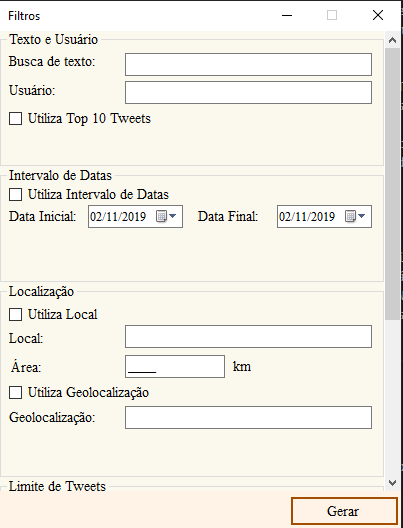 Filtros
Texto e Usuário
Busca de texto:
Usuário:
Utiliza Top 10 Tweets
Intervalo de Datas
Utiliza Intervalo de Datas
Data Inicial: 02/11/2019 Data Final: 02/11/2019
Localização
Utiliza Local
Local:
Área: ____ km
Utiliza Geolocalização
Geolocalização:
Limite de Tweets
Gerar